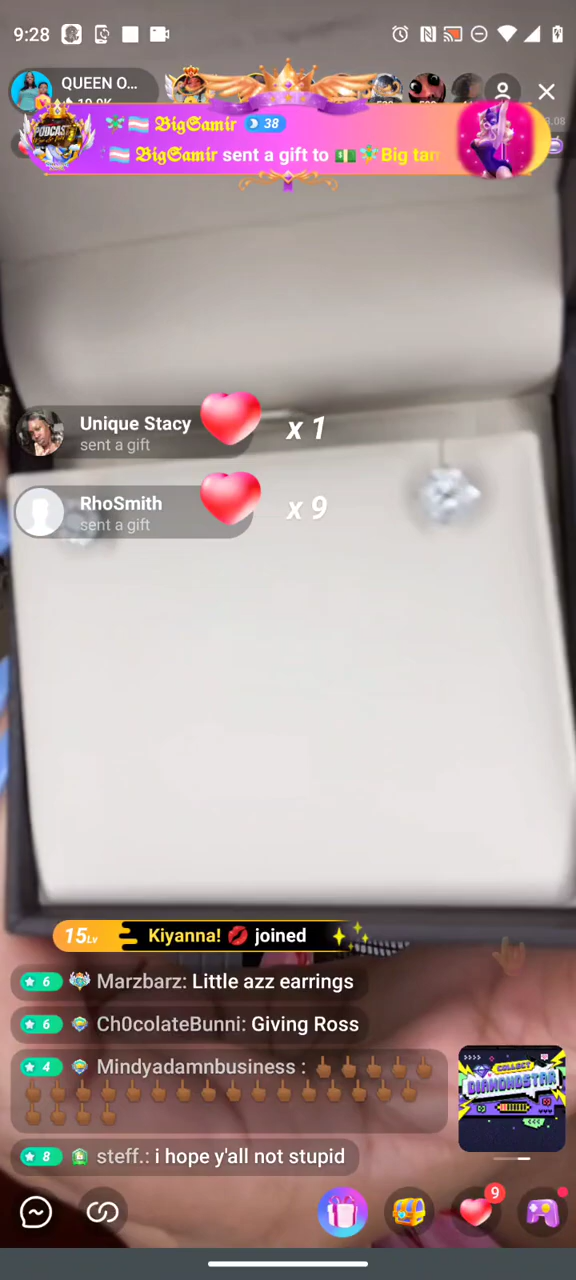 9:28
QUEEN O...
PODCAST
BigSamir 38
BigSamir sent a gift to 💵 Big tam
Unique Stacy
sent a gift
x 1
RhoSmith
sent a gift
x 9
15Lv Kiyanna! 💋 joined
6 Marzbarz: Little azz earrings
6 Ch0colateBunni: Giving Ross
4 Mindyadamnbusiness : 🖕🏾🖕🏾🖕🏾🖕🏾🖕🏾
🖕🏾🖕🏾🖕🏾🖕🏾🖕🏾🖕🏾🖕🏾🖕🏾🖕🏾🖕🏾🖕🏾🖕🏾🖕🏾🖕🏾🖕🏾🖕🏾
🖕🏾🖕🏾🖕🏾🖕🏾
COLLECT
DIAMONDSTAR
8 steff.: i hope y'all not stupid
9